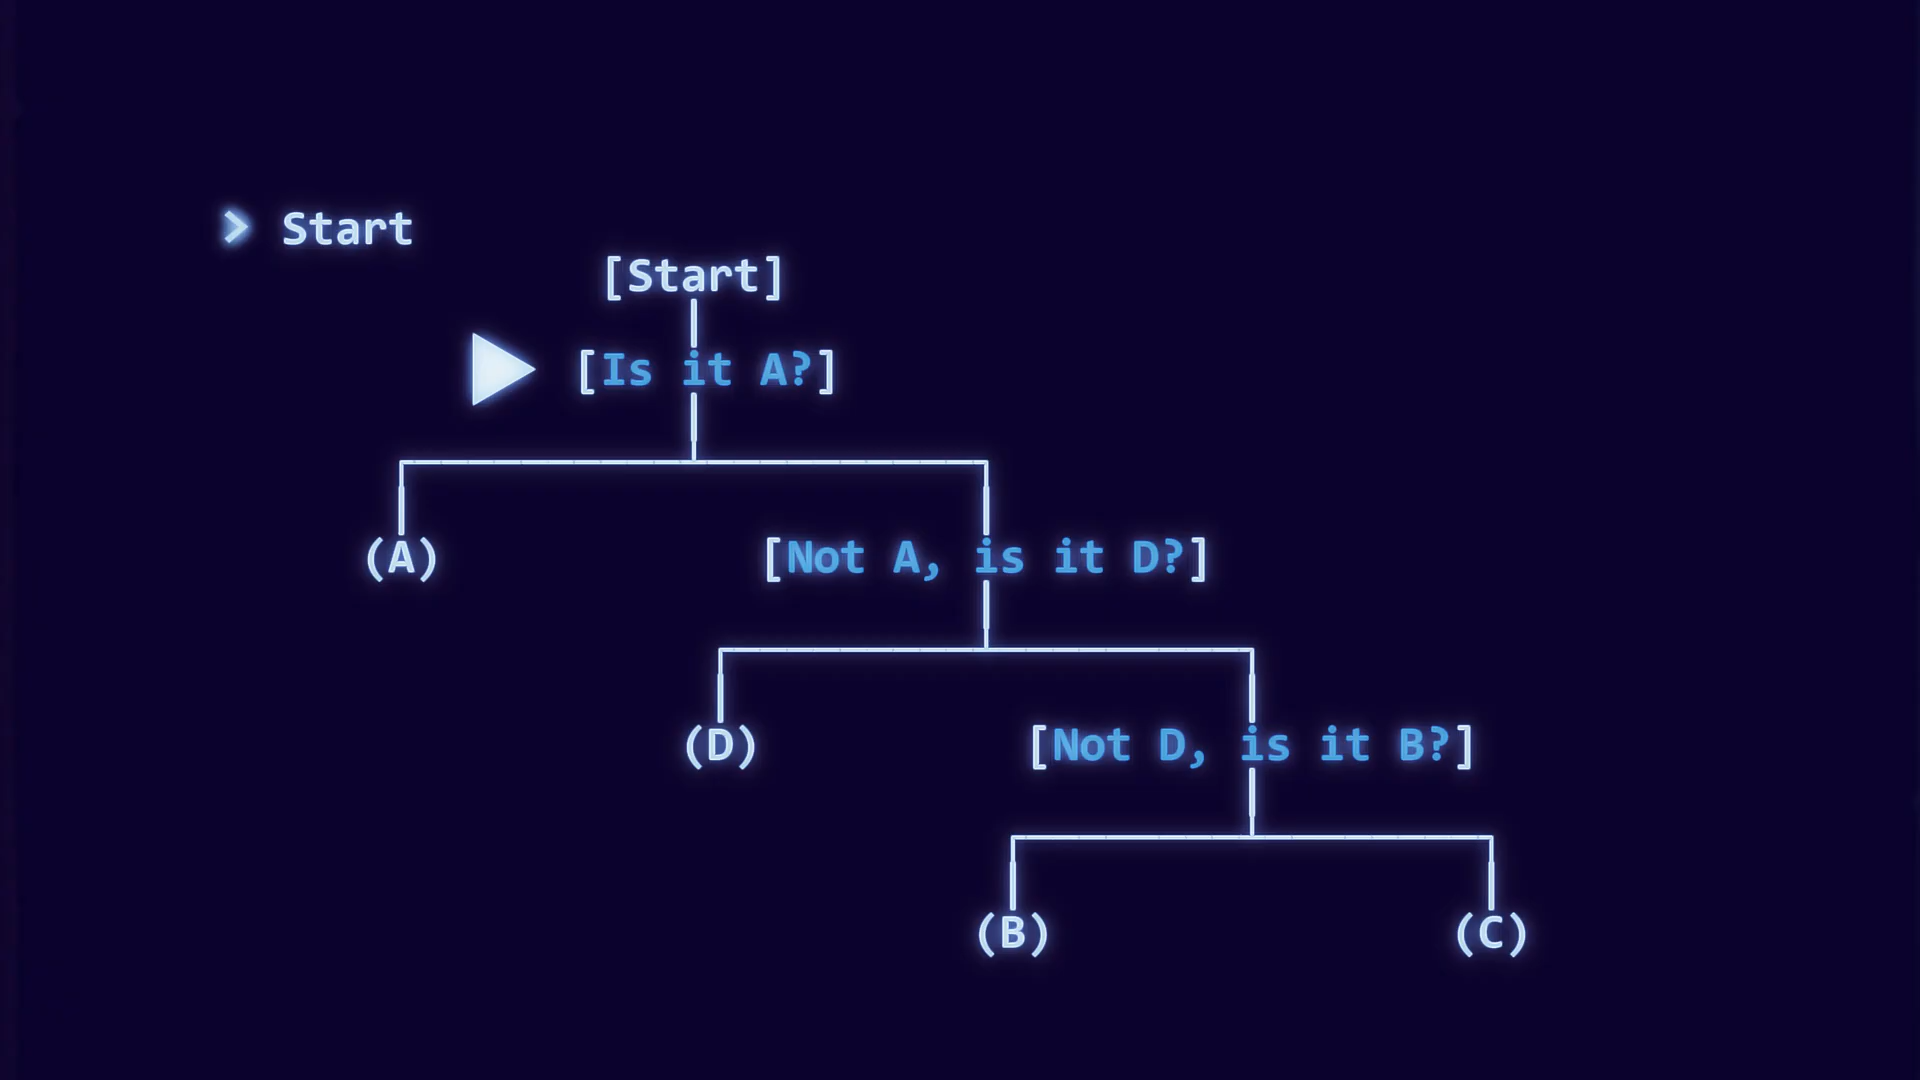 > Start
[Start]
[Is it A?]
(A)
[Not A, is it D?]
(D)
[Not D, is it B?]
(B)
(C)